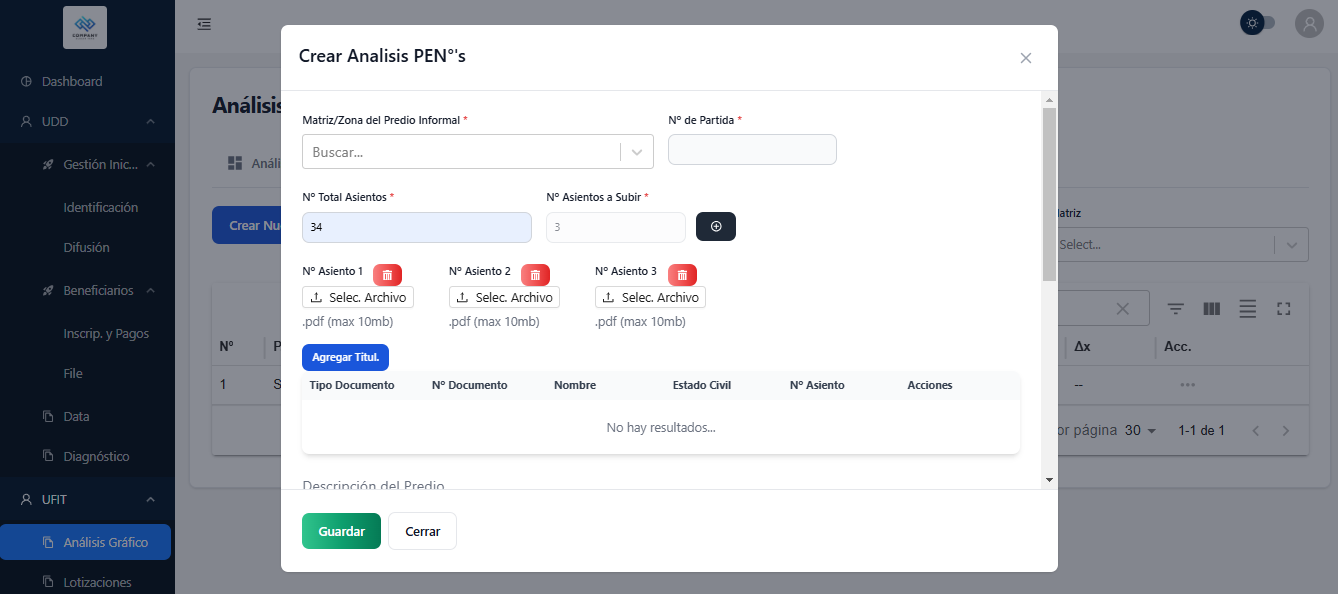 COMPANY
Dashboard
UDD
Gestión Inic...
Identificación
Difusión
Beneficiarios
Inscrip. y Pagos
File
Data
Diagnóstico
UFIT
Análisis Gráfico
Lotizaciones
Análisis
Análi
Crear Nu
Nº
P
1
S
Crear Analisis PEN°'s
Matriz/Zona del Predio Informal *
Nº de Partida *
Buscar...
Nº Total Asientos *
Nº Asientos a Subir *
34
3
Nº Asiento 1
Nº Asiento 2
Nº Asiento 3
Selec. Archivo
Selec. Archivo
Selec. Archivo
.pdf (max 10mb)
.pdf (max 10mb)
.pdf (max 10mb)
Agregar Titul.
Tipo Documento Nº Documento Nombre Estado Civil Nº Asiento Acciones
No hay resultados...
Descripción del Predio
Guardar
Cerrar
atriz
Select...
Δx
Acc.
--
or página 30
1-1 de 1